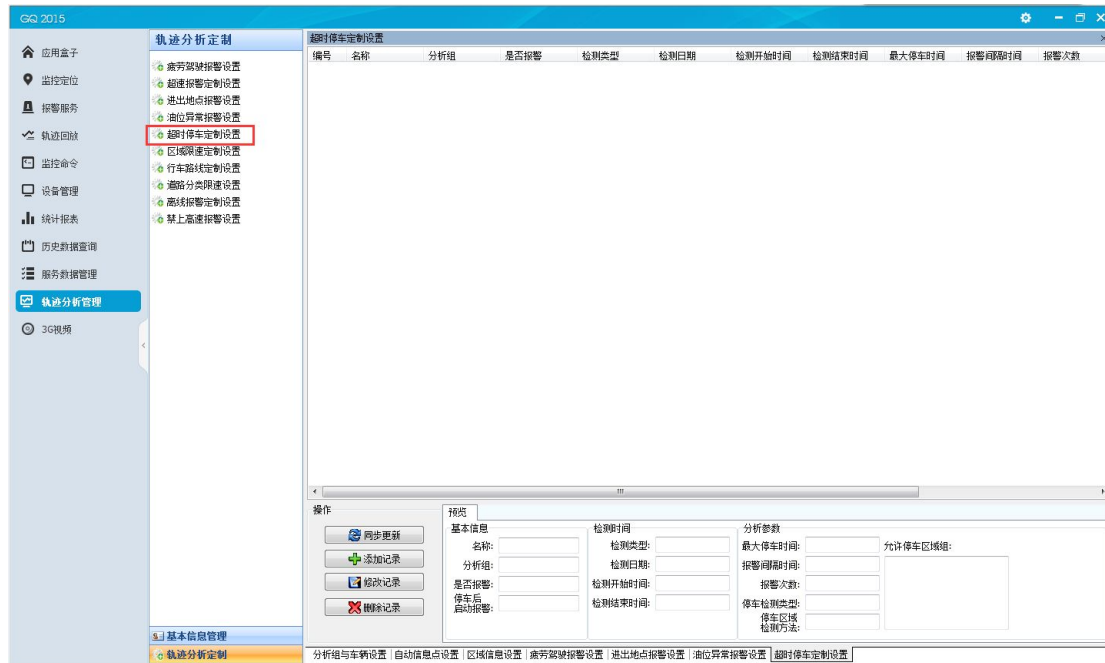 GQ 2015
应用盒子
监控定位
报警服务
轨迹回放
监控命令
设备管理
统计报表
历史数据查询
服务数据管理
轨迹分析管理
3G视频
轨迹分析定制
疲劳驾驶报警设置
超速报警定制设置
进出地点报警设置
油位异常报警设置
超时停车定制设置
区域限速定制设置
行车路线定制设置
道路分类限速设置
离线报警定制设置
禁上高速报警设置
基本信息管理
轨迹分析定制
超时停车定制设置
编号 名称 分析组 是否报警 检测类型 检测日期 检测开始时间 检测结束时间 最大停车时间 报警间隔时间 报警次数
操作
同步更新
添加记录
修改记录
删除记录
预览
基本信息
名称:
分析组:
是否报警:
停车后
启动报警:
检测时间
检测类型:
检测日期:
检测开始时间:
检测结束时间:
分析参数
最大停车时间:
报警间隔时间:
报警次数:
停车检测类型:
停车区域
检测方法:
允许停车区域组:
分析组与车辆设置 自动信息点设置 区域信息设置 疲劳驾驶报警设置 进出地点报警设置 油位异常报警设置 超时停车定制设置